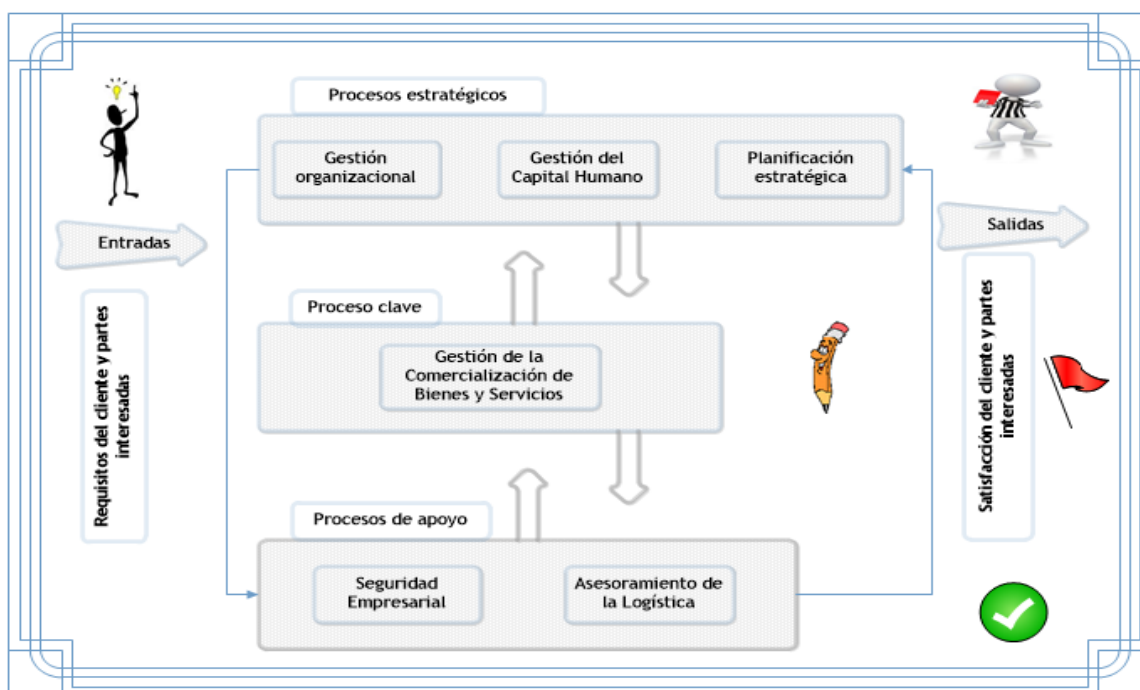 Procesos estratégicos
Gestión
organizacional
Gestión del
Capital Humano
Planificación
estratégica
Entradas
Salidas
Requisitos del cliente y partes
interesadas
Proceso clave
Gestión de la
Comercialización de
Bienes y Servicios
Satisfacción del cliente y partes
interesadas
Procesos de apoyo
Seguridad
Empresarial
Asesoramiento de
la Logística